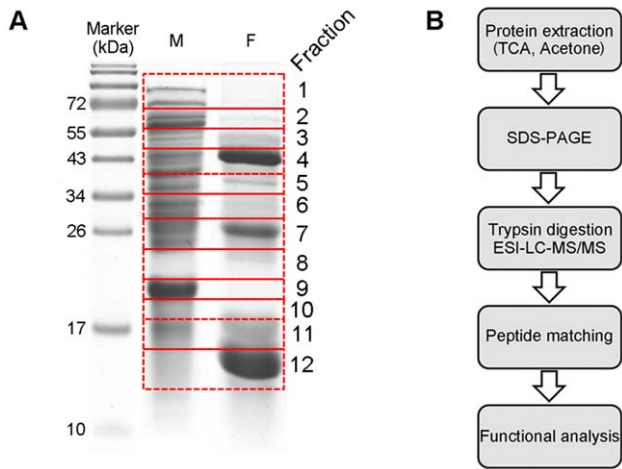 A
Marker
(kDa)
M
F
Fraction
72
55
43
34
26
17
10
1
2
3
4
5
6
7
8
9
10
11
12
B
Protein extraction
(TCA, Acetone)
SDS-PAGE
Trypsin digestion
ESI-LC-MS/MS
Peptide matching
Functional analysis